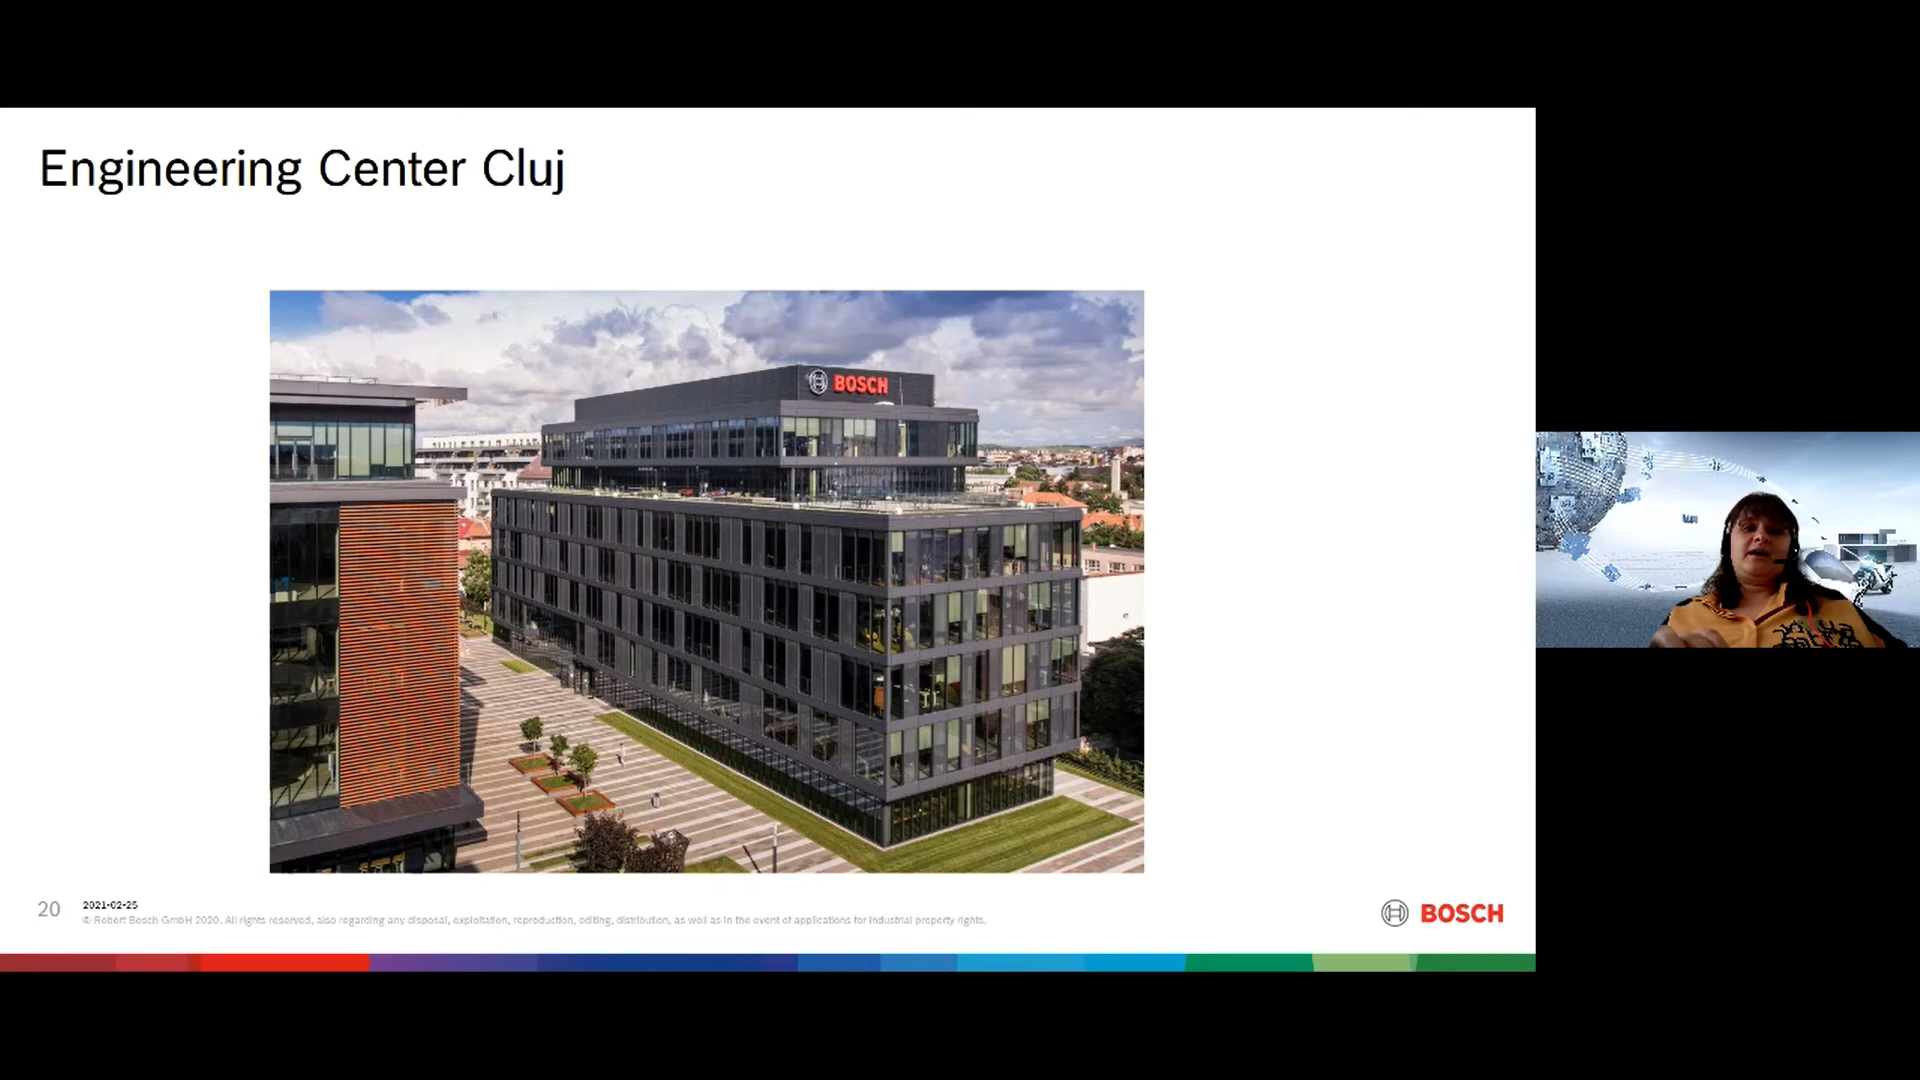 Engineering Center Cluj
BOSCH
20
2021-02-25
© Robert Bosch GmbH 2020. All rights reserved, also regarding any disposal, exploitation, reproduction, editing, distribution, as well as in the event of applications for industrial property rights.
BOSCH